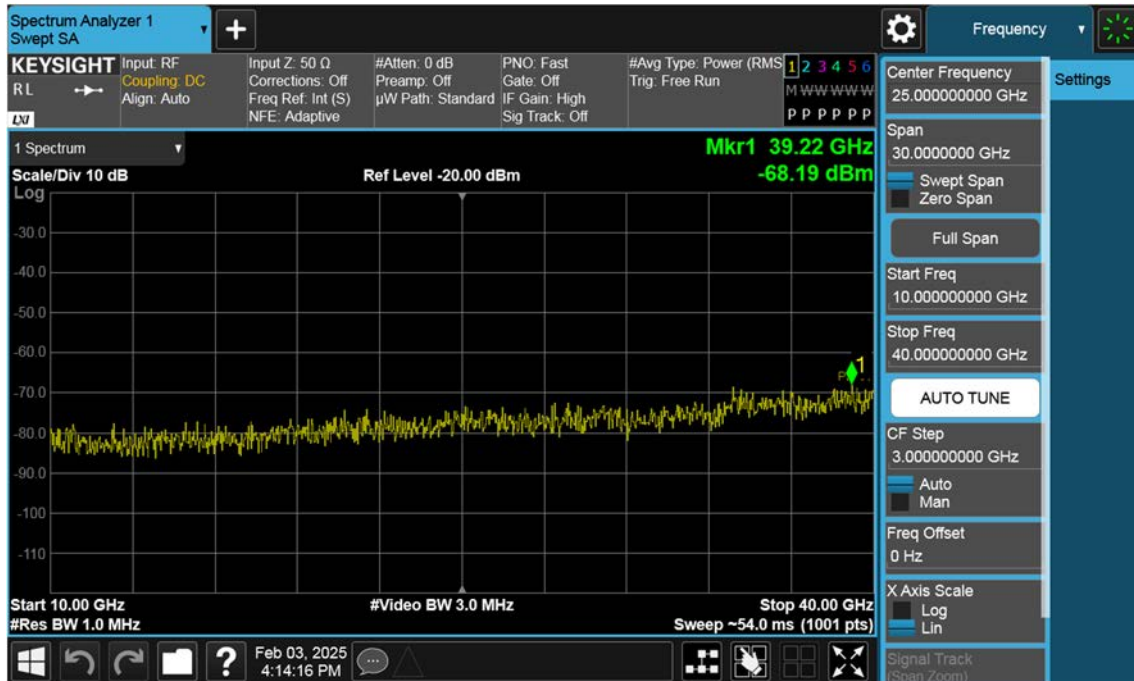 Spectrum Analyzer 1
Swept SA
Frequency
KEYSIGHT
RL
LXI
Input: RF
Coupling: DC
Align: Auto
Input Z: 50 Ω
Corrections: Off
Freq Ref: Int (S)
NFE: Adaptive
#Atten: 0 dB
Preamp: Off
µW Path: Standard
PNO: Fast
Gate: Off
IF Gain: High
Sig Track: Off
#Avg Type: Power (RMS
Trig: Free Run
1 2 3 4 5 6
M W W W W W
P P P P P P
1 Spectrum
Mkr1 39.22 GHz
-68.19 dBm
Scale/Div 10 dB
Ref Level -20.00 dBm
Log
-30.0
-40.0
-50.0
-60.0
-70.0
-80.0
-90.0
-100
-110
1
Start 10.00 GHz
#Video BW 3.0 MHz
Stop 40.00 GHz
#Res BW 1.0 MHz
Sweep ~54.0 ms (1001 pts)
Feb 03, 2025
4:14:16 PM
Center Frequency
25.000000000 GHz
Span
30.0000000 GHz
Swept Span
Zero Span
Full Span
Start Freq
10.000000000 GHz
Stop Freq
40.000000000 GHz
AUTO TUNE
CF Step
3.000000000 GHz
Auto
Man
Freq Offset
0 Hz
X Axis Scale
Log
Lin
Signal Track
(Span Zoom)
Settings